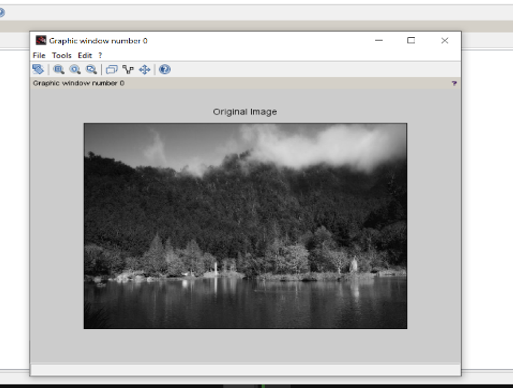 Graphic window number 0
File Tools Edit ?
Graphic window number 0
Original Image